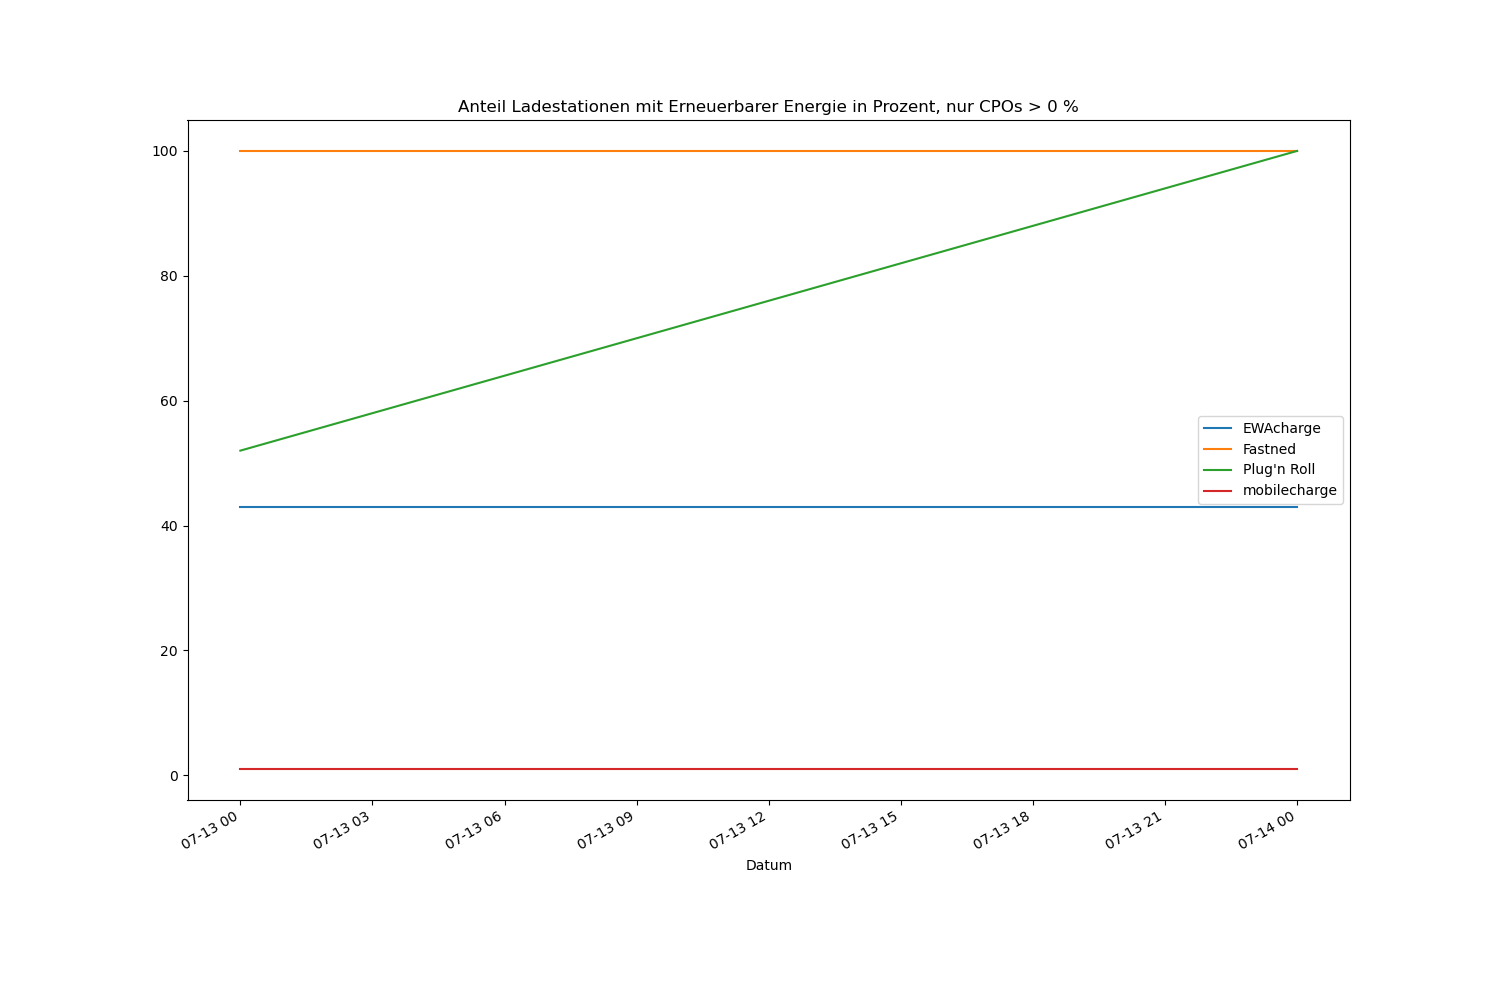 Anteil Ladestationen mit Erneuerbarer Energie in Prozent, nur CPOs > 0 %
100
80
60
40
20
0
EWAcharge
Fastned
Plug'n Roll
mobilecharge
07-13 00
07-13 03
07-13 06
07-13 09
07-13 12
07-13 15
07-13 18
07-13 21
07-14 00
Datum